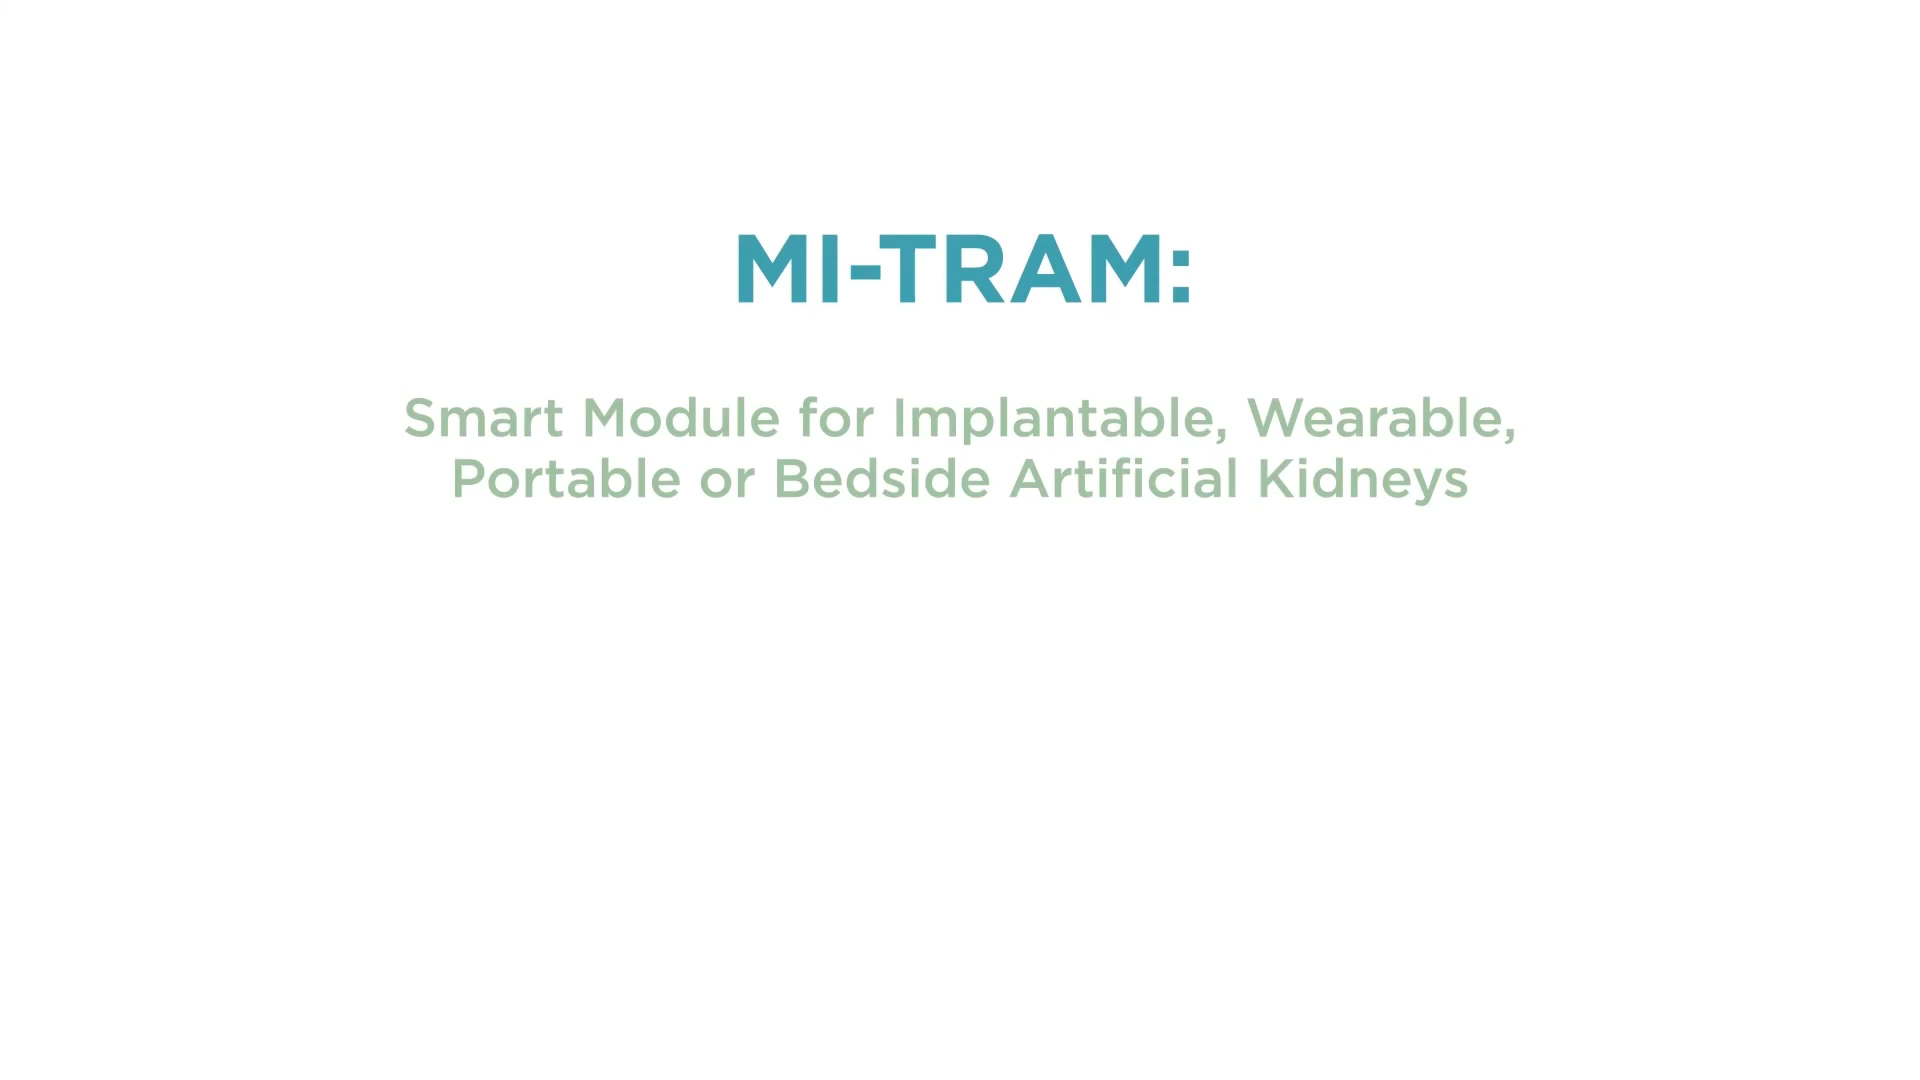 MI-TRAM:
Smart Module for Implantable, Wearable,
Portable or Bedside Artificial Kidneys